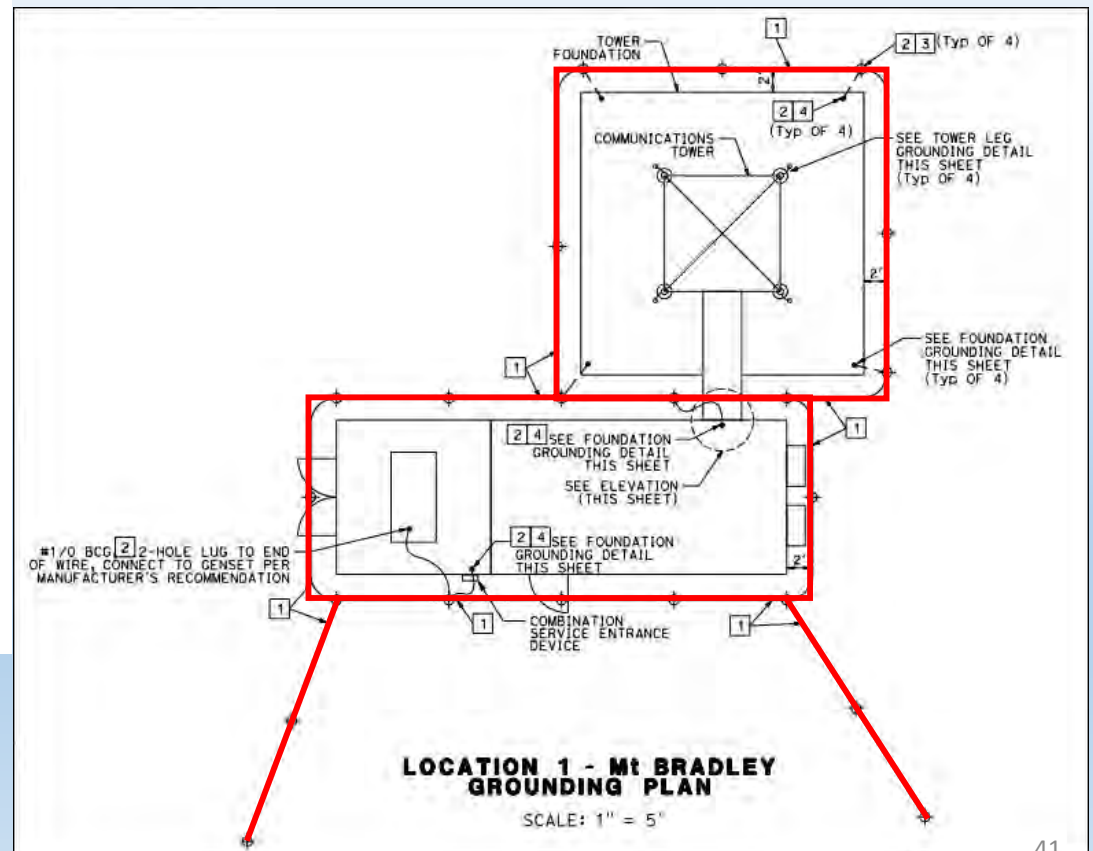 1
2 3 (Typ OF 4)
TOWER
FOUNDATION
2'
2 4
(Typ OF 4)
COMMUNICATIONS
TOWER
SEE TOWER LEG
GROUNDING DETAIL
THIS SHEET
(Typ OF 4)
2'
SEE FOUNDATION
GROUNDING DETAIL
THIS SHEET
(Typ OF 4)
1
1
2 4 SEE FOUNDATION
GROUNDING DETAIL
THIS SHEET
SEE ELEVATION
(THIS SHEET)
2 4 SEE FOUNDATION
GROUNDING DETAIL
THIS SHEET
#1/0 BCG, 2 2-HOLE LUG TO END
OF WIRE, CONNECT TO GENSET PER
MANUFACTURER'S RECOMMENDATION
2'
1
1
1
COMBINATION
SERVICE ENTRANCE
DEVICE
LOCATION 1 - Mt BRADLEY
GROUNDING PLAN
SCALE: 1" = 5'
41